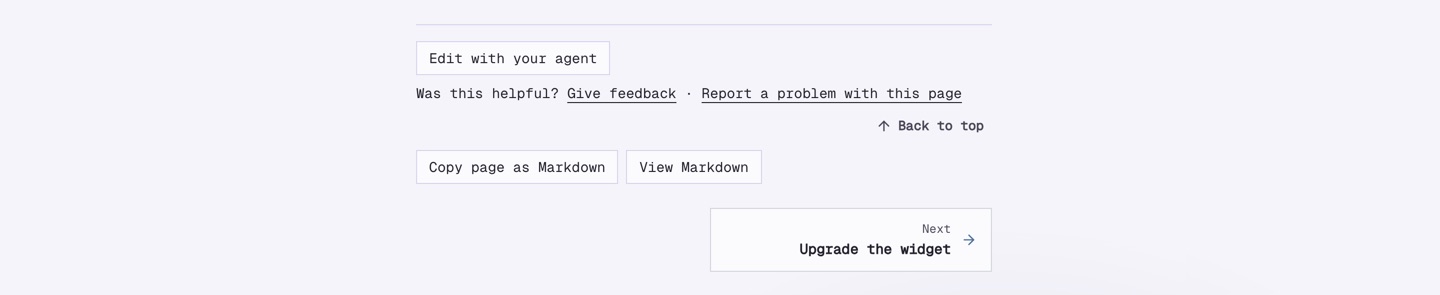 Edit with your agent
Was this helpful? Give feedback · Report a problem with this page
↑ Back to top
Copy page as Markdown View Markdown
Next
Upgrade the widget →